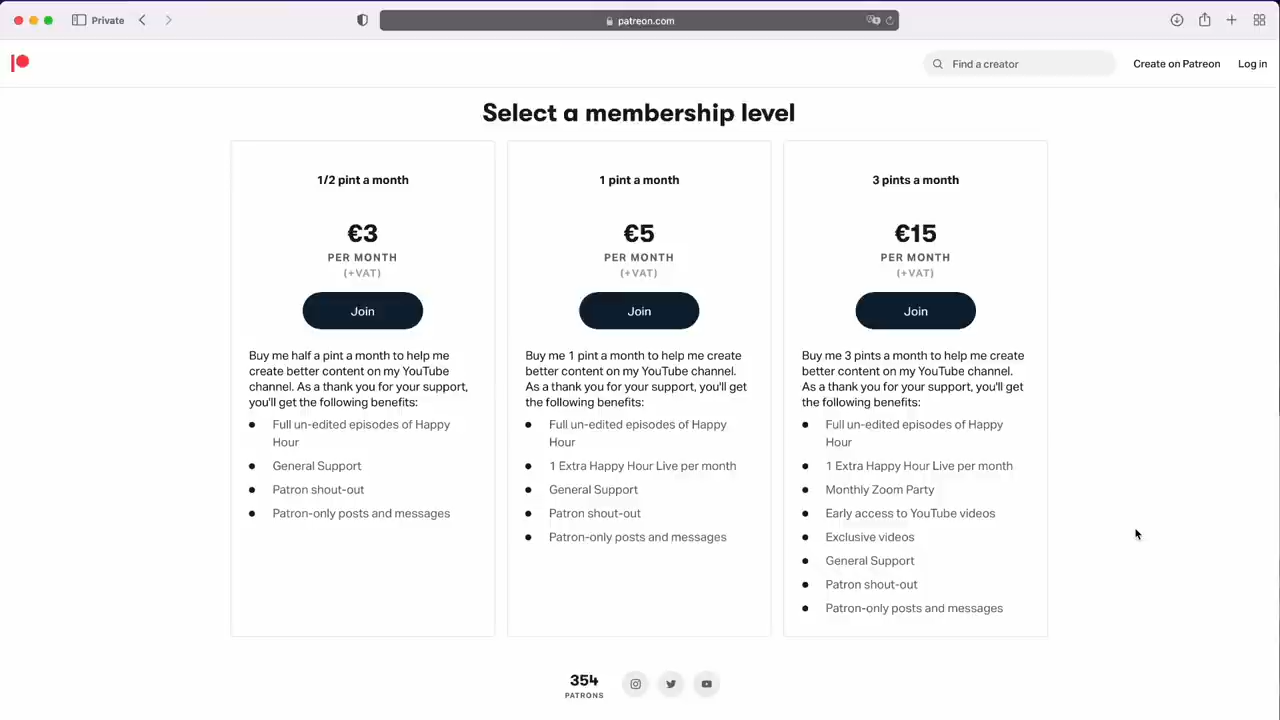 Private
patreon.com
Find a creator
Create on Patreon
Log in
Select a membership level
1/2 pint a month
€3
PER MONTH
(+VAT)
Join
Buy me half a pint a month to help me
create better content on my YouTube
channel. As a thank you for your support,
you'll get the following benefits:
Full un-edited episodes of Happy
Hour
General Support
Patron shout-out
Patron-only posts and messages
1 pint a month
€5
PER MONTH
(+VAT)
Join
Buy me 1 pint a month to help me create
better content on my YouTube channel.
As a thank you for your support, you'll get
the following benefits:
Full un-edited episodes of Happy
Hour
1 Extra Happy Hour Live per month
General Support
Patron shout-out
Patron-only posts and messages
3 pints a month
€15
PER MONTH
(+VAT)
Join
Buy me 3 pints a month to help me create
better content on my YouTube channel.
As a thank you for your support, you'll get
the following benefits:
Full un-edited episodes of Happy
Hour
1 Extra Happy Hour Live per month
Monthly Zoom Party
Early access to YouTube videos
Exclusive videos
General Support
Patron shout-out
Patron-only posts and messages
354
PATRONS